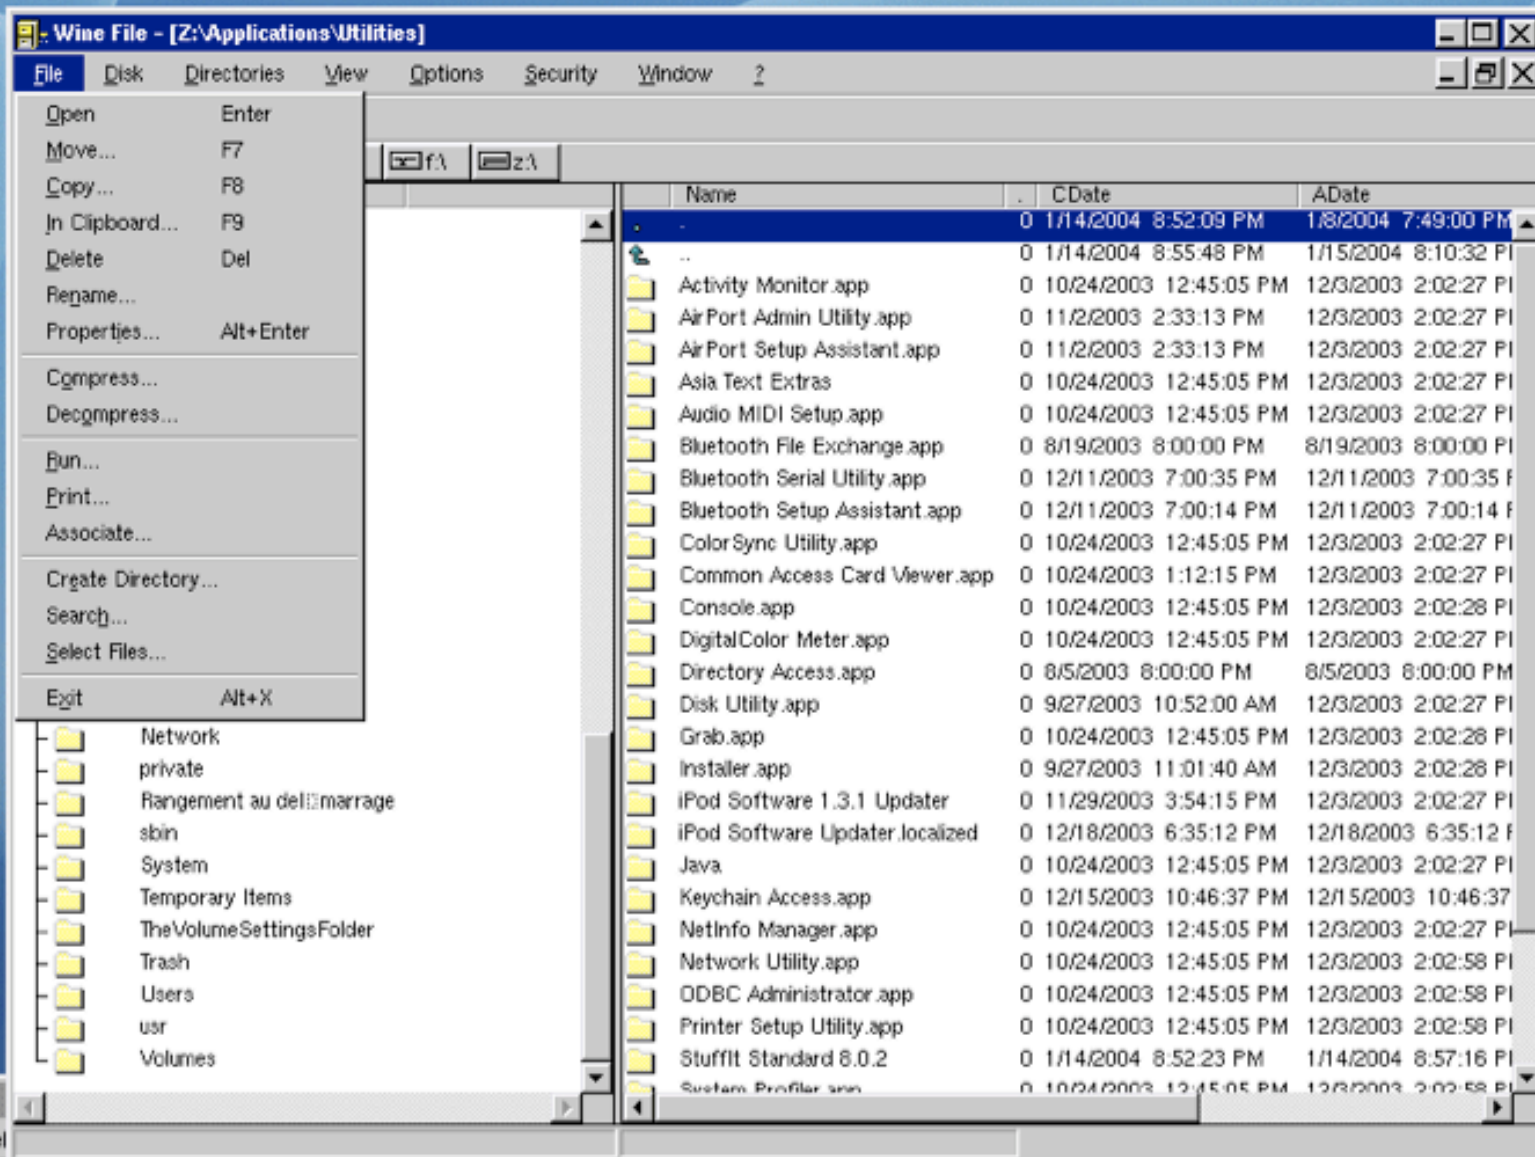 Wine File - [Z:\Applications\Utilities]
File Disk Directories View Options Security Window ?
Open Enter
Move... F7
Copy... F8
In Clipboard... F9
Delete Del
Rename...
Properties... Alt+Enter
Compress...
Decompress...
Run...
Print...
Associate...
Create Directory...
Search...
Select Files...
Exit Alt+X
f:\ z:\
Network
private
Rangement au del marrage
sbin
System
Temporary Items
TheVolumeSettingsFolder
Trash
Users
usr
Volumes
Name . CDate ADate
. 0 1/14/2004 8:52:09 PM 1/8/2004 7:49:00 PM
.. 0 1/14/2004 8:55:48 PM 1/15/2004 8:10:32 P
Activity Monitor.app 0 10/24/2003 12:45:05 PM 12/3/2003 2:02:27 P
AirPort Admin Utility.app 0 11/2/2003 2:33:13 PM 12/3/2003 2:02:27 P
AirPort Setup Assistant.app 0 11/2/2003 2:33:13 PM 12/3/2003 2:02:27 P
Asia Text Extras 0 10/24/2003 12:45:05 PM 12/3/2003 2:02:27 P
Audio MIDI Setup.app 0 10/24/2003 12:45:05 PM 12/3/2003 2:02:27 P
Bluetooth File Exchange.app 0 8/19/2003 8:00:00 PM 8/19/2003 8:00:00 P
Bluetooth Serial Utility.app 0 12/11/2003 7:00:35 PM 12/11/2003 7:00:35
Bluetooth Setup Assistant.app 0 12/11/2003 7:00:14 PM 12/11/2003 7:00:14
ColorSync Utility.app 0 10/24/2003 12:45:05 PM 12/3/2003 2:02:27 P
Common Access Card Viewer.app 0 10/24/2003 1:12:15 PM 12/3/2003 2:02:27 P
Console.app 0 10/24/2003 12:45:05 PM 12/3/2003 2:02:28 P
DigitalColor Meter.app 0 10/24/2003 12:45:05 PM 12/3/2003 2:02:27 P
Directory Access.app 0 8/5/2003 8:00:00 PM 8/5/2003 8:00:00 PM
Disk Utility.app 0 9/27/2003 10:52:00 AM 12/3/2003 2:02:27 P
Grab.app 0 10/24/2003 12:45:05 PM 12/3/2003 2:02:28 P
Installer.app 0 9/27/2003 11:01:40 AM 12/3/2003 2:02:28 P
iPod Software 1.3.1 Updater 0 11/29/2003 3:54:15 PM 12/3/2003 2:02:27 P
iPod Software Updater.localized 0 12/18/2003 6:35:12 PM 12/18/2003 6:35:12
Java 0 10/24/2003 12:45:05 PM 12/3/2003 2:02:27 P
Keychain Access.app 0 12/15/2003 10:46:37 PM 12/15/2003 10:46:37
NetInfo Manager.app 0 10/24/2003 12:45:05 PM 12/3/2003 2:02:27 P
Network Utility.app 0 10/24/2003 12:45:05 PM 12/3/2003 2:02:58 P
ODBC Administrator.app 0 10/24/2003 12:45:05 PM 12/3/2003 2:02:58 P
Printer Setup Utility.app 0 10/24/2003 12:45:05 PM 12/3/2003 2:02:58 P
StuffIt Standard 8.0.2 0 1/14/2004 8:52:23 PM 1/14/2004 8:57:16 P
System Profiler.app 0 10/24/2003 12:45:05 PM 12/3/2003 2:02:58 P